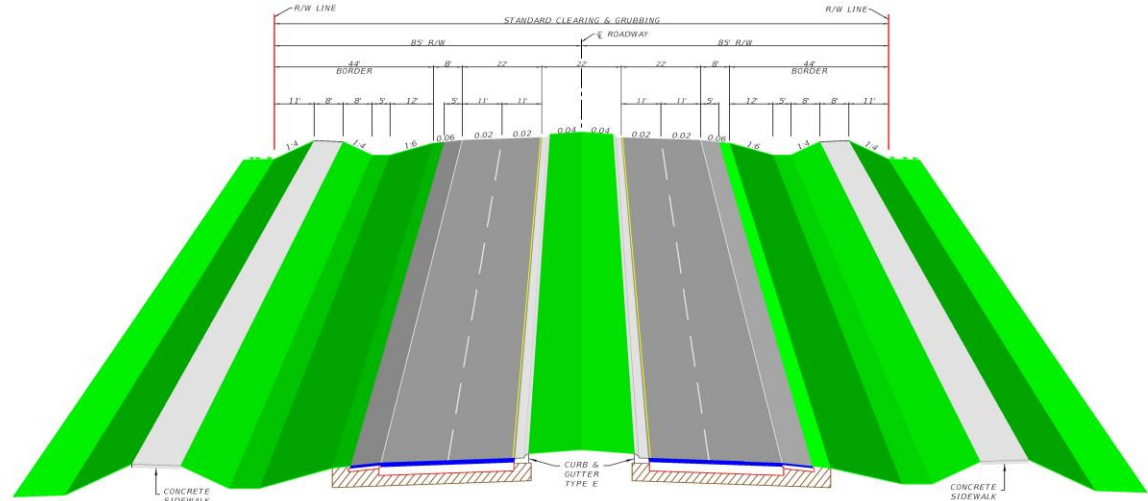 R/W LINE
R/W LINE
STANDARD CLEARING & GRUBBING
℄ ROADWAY
85' R/W
85' R/W
44'
BORDER
8'
22'
22'
22'
8'
44'
BORDER
11'
8'
8'
5'
12'
5'
11'
11'
11'
11'
5'
12'
5'
8'
8'
11'
1:4
1:4
1:6
0.06
0.02
0.02
0.04
0.04
0.02
0.02
0.06
1:6
1:4
1:4
CONCRETE
SIDEWALK
CURB &
GUTTER
TYPE E
CONCRETE
SIDEWALK